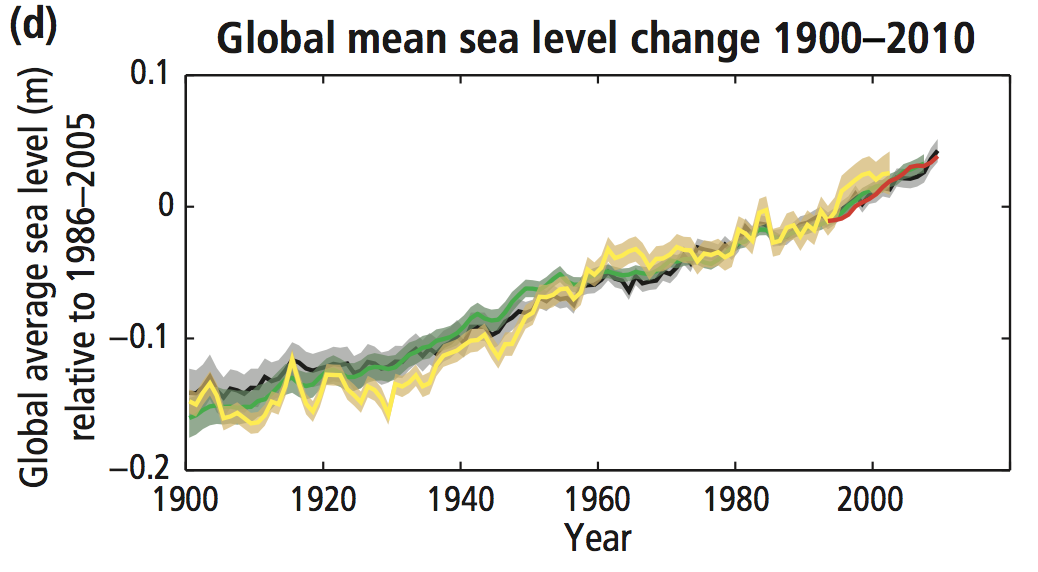 (d)
Global mean sea level change 1900–2010
Global average sea level (m)
relative to 1986–2005
0.1
0
−0.1
−0.2
1900 1920 1940 1960 1980 2000
Year